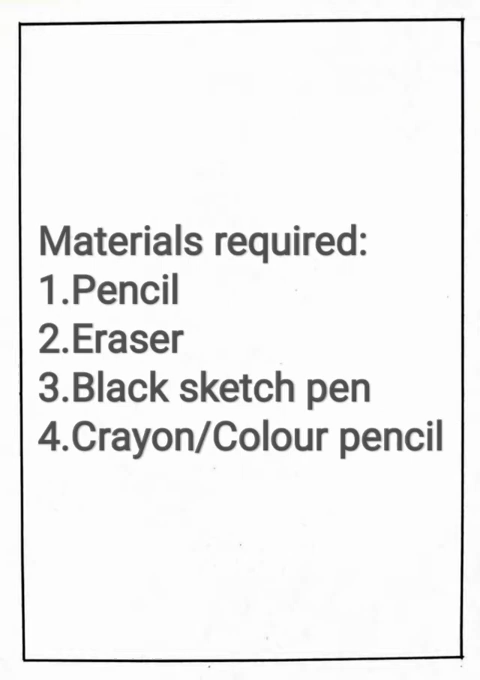 Materials required:
1.Pencil
2.Eraser
3.Black sketch pen
4.Crayon/Colour pencil